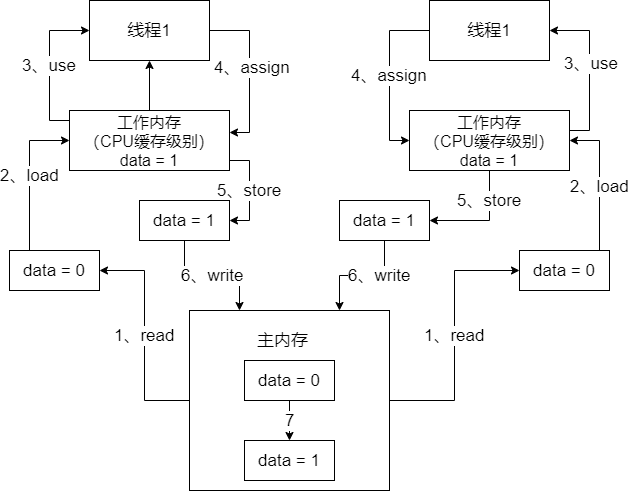 线程1
线程1
3、use
4、assign
4、assign
3、use
工作内存
（CPU缓存级别）
data = 1
工作内存
（CPU缓存级别）
data = 1
2、load
5、store
5、store
2、load
data = 1
data = 1
data = 0
6、write
6、write
data = 0
1、read
主内存
1、read
data = 0
7
data = 1